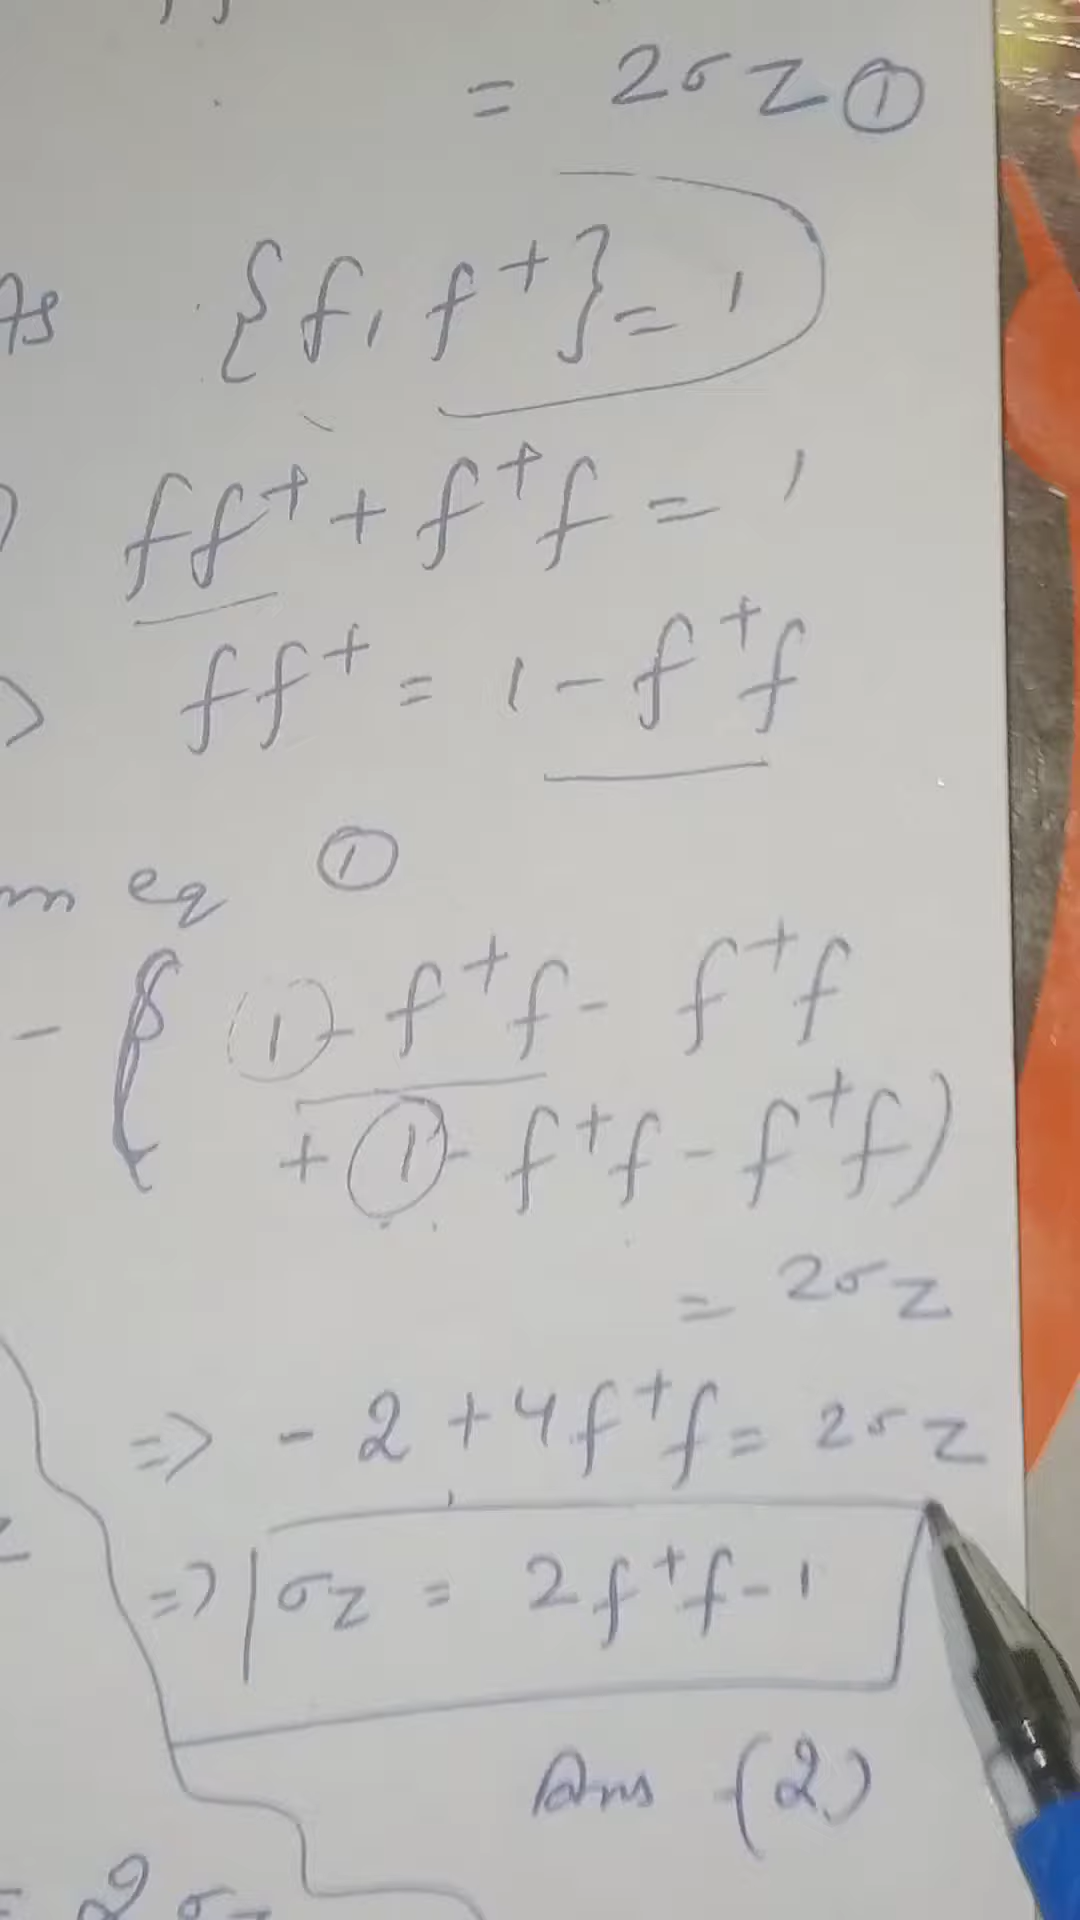 = 2σz ①
As {f, f⁺} = 1
ff⁺ + f⁺f = 1
ff⁺ = 1 - f⁺f
m eq ①
- ( 1 - f⁺f - f⁺f
+ 1 - f⁺f - f⁺f)
= 2σz
=> - 2 + 4f⁺f = 2σz
=> σz = 2f⁺f - 1
Ans (2)
= 2σz